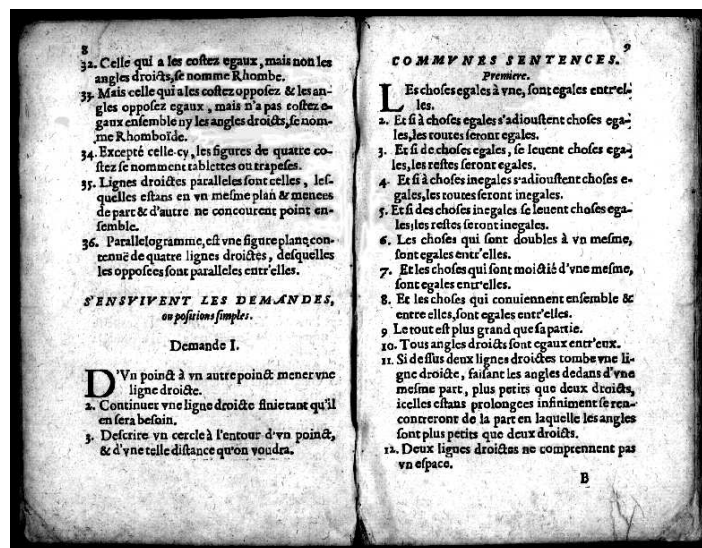 8
32. Celle qui a les costez egaux, mais non les
angles droicts, se nomme Rhombe.
33. Mais celle qui a les costez opposez & les an-
gles opposez egaux, mais n'a pas costez e-
gaux ensemble ny les angles droicts, se nom-
me Rhomboïde.
34. Excepté celle-cy, les figures de quatre co-
stez se nomment tablettes ou trapeses.
35. Lignes droictes paralleles sont celles, les-
quelles estans en vn mesme plan & menees
de part & d'autre ne concourent point en-
semble.
36. Parallelogramme, est vne figure plane, con-
tenuë de quatre lignes droictes, desquelles
les opposees sont paralleles entr'elles.
S'ENSVIVENT LES DEMANDES,
ou positions simples.
Demande I.
D'Vn poinct à vn autre poinct mener vne
ligne droicte.
2. Continuer vne ligne droicte finie tant qu'il
en sera besoin.
3. Descrire vn cercle à l'entour d'vn poinct,
& d'vne telle distance qu'on voudra.
9
COMMVNES SENTENCES.
Premiere.
LEs choses egales à vne, sont egales entr'el-
les.
2. Et si à choses egales s'adioustent choses ega-
les, les toutes seront egales.
3. Et si de choses egales, se leuent choses ega-
les, les restes seront egales.
4. Et si à choses inegales s'adioustent choses e-
gales, les toutes seront inegales.
5. Et si des choses inegales se leuent choses ega-
les, les restes seront inegales.
6. Les choses qui sont doubles à vn mesme,
sont egales entr'elles.
7. Et les choses qui sont moictié d'vne mesme,
sont egales entr'elles.
8. Et les choses qui conuiennent ensemble &
entre elles, sont egales entr'elles.
9 Le tout est plus grand que sa partie.
10. Tous angles droicts sont egaux entr'eux.
11. Si dessus deux lignes droictes tombe vne li-
gne droicte, faisant les angles dedans d'vne
mesme part, plus petits que deux droicts,
icelles estans prolongees infiniment se ren-
contreront de la part en laquelle les angles
sont plus petits que deux droicts.
12. Deux lignes droictes ne comprennent pas
vn espace.
B